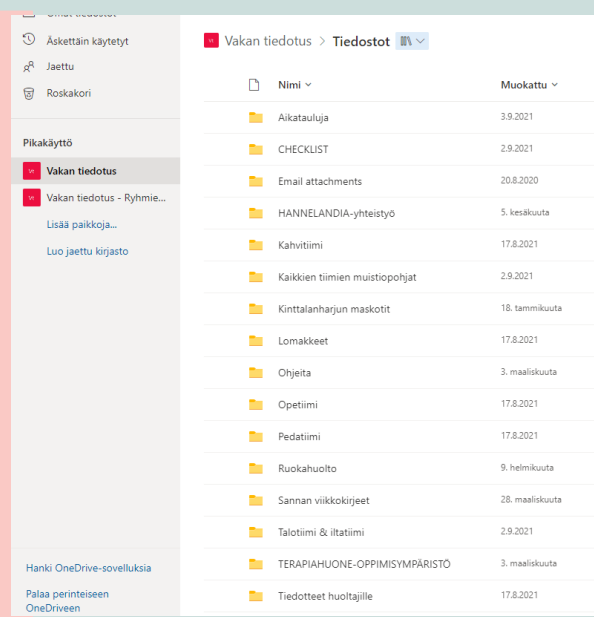 Omat tiedostot
Äskettäin käytetyt
Jaettu
Roskakori
Pikakäyttö
Vakan tiedotus
Vakan tiedotus - Ryhmie...
Lisää paikkoja...
Luo jaettu kirjasto
Hanki OneDrive-sovelluksia
Palaa perinteiseen
OneDriveen
Vakan tiedotus > Tiedostot
Nimi Muokattu
Aikatauluja 3.9.2021
CHECKLIST 2.9.2021
Email attachments 20.8.2020
HANNELANDIA-yhteistyö 5. kesäkuuta
Kahvitiimi 17.8.2021
Kaikkien tiimien muistiopohjat 2.9.2021
Kinttalanharjun maskotit 18. tammikuuta
Lomakkeet 17.8.2021
Ohjeita 3. maaliskuuta
Opetiimi 17.8.2021
Pedatiimi 17.8.2021
Ruokahuolto 9. helmikuuta
Sannan viikkokirjeet 28. maaliskuuta
Talotiimi & iltatiimi 2.9.2021
TERAPIAHUONE-OPPIMISYMPÄRISTÖ 3. maaliskuuta
Tiedotteet huoltajille 17.8.2021